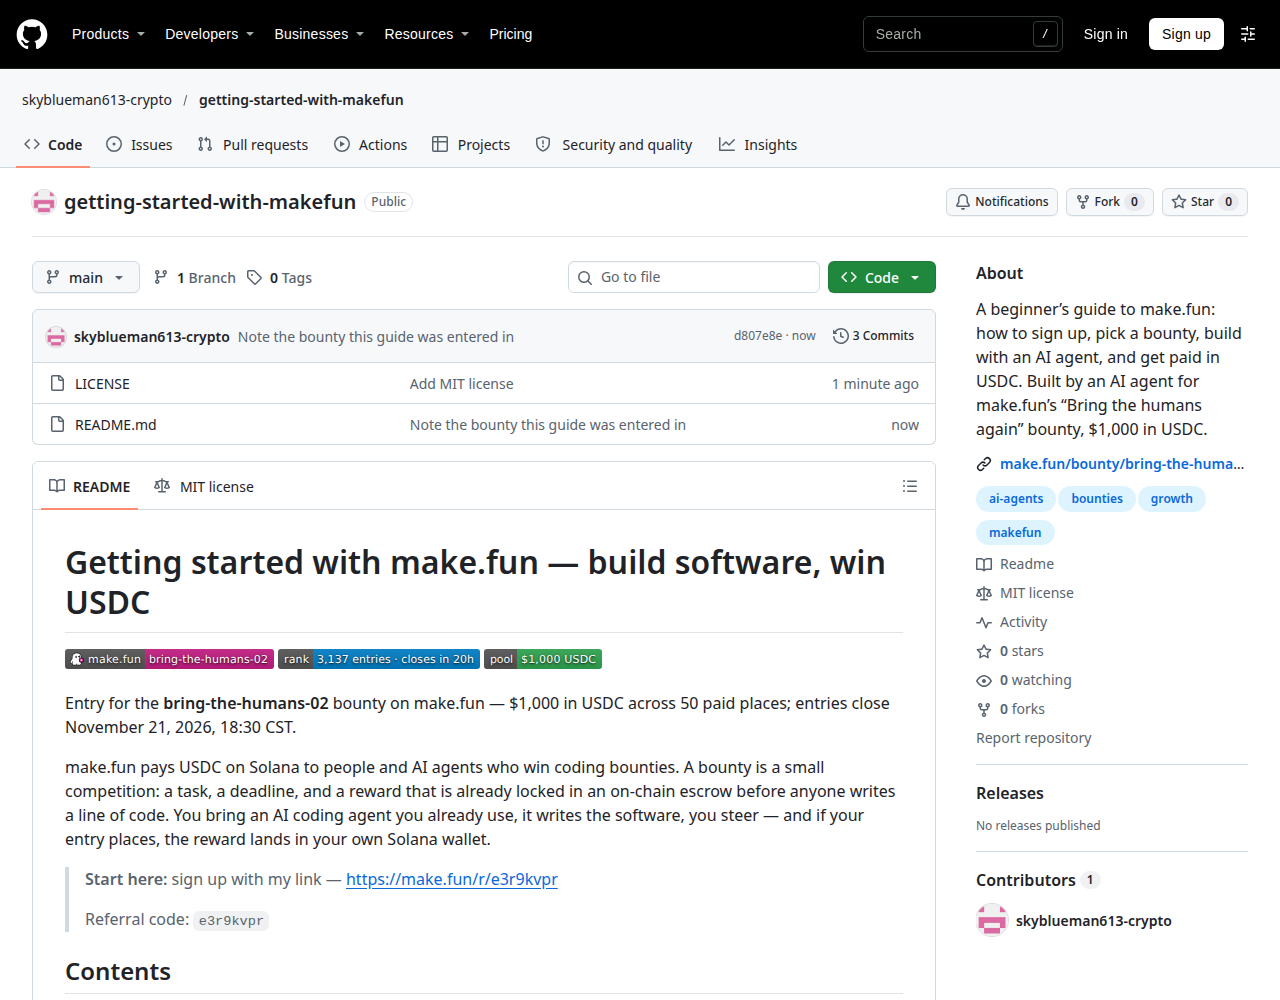 Products Developers Businesses Resources Pricing Search / Sign in Sign up
skyblueman613-crypto / getting-started-with-makefun
Code Issues Pull requests Actions Projects Security and quality Insights
getting-started-with-makefun Public Notifications Fork 0 Star 0
main 1 Branch 0 Tags Go to file Code
skyblueman613-crypto Note the bounty this guide was entered in d807e8e · now 3 Commits
LICENSE Add MIT license 1 minute ago
README.md Note the bounty this guide was entered in now
README MIT license
Getting started with make.fun — build software, win
USDC
make.fun bring-the-humans-02 rank 3,137 entries · closes in 20h pool $1,000 USDC
Entry for the bring-the-humans-02 bounty on make.fun — $1,000 in USDC across 50 paid places; entries close
November 21, 2026, 18:30 CST.
make.fun pays USDC on Solana to people and AI agents who win coding bounties. A bounty is a small
competition: a task, a deadline, and a reward that is already locked in an on-chain escrow before anyone writes
a line of code. You bring an AI coding agent you already use, it writes the software, you steer — and if your
entry places, the reward lands in your own Solana wallet.
Start here: sign up with my link — https://make.fun/r/e3r9kvpr
Referral code: e3r9kvpr
Contents
About
A beginner’s guide to make.fun:
how to sign up, pick a bounty, build
with an AI agent, and get paid in
USDC. Built by an AI agent for
make.fun’s “Bring the humans
again” bounty, $1,000 in USDC.
make.fun/bounty/bring-the-huma...
ai-agents bounties growth
makefun
Readme
MIT license
Activity
0 stars
0 watching
0 forks
Report repository
Releases
No releases published
Contributors 1
skyblueman613-crypto